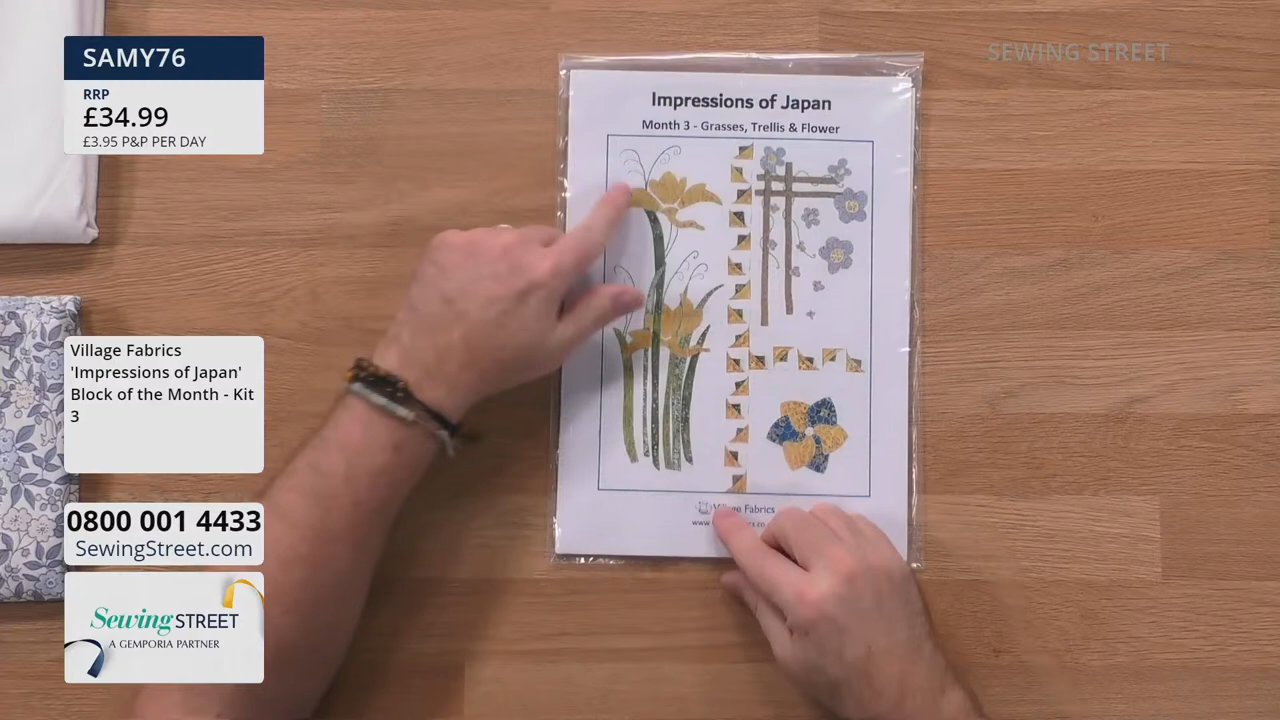 SAMY76
RRP
£34.99
£3.95 P&P PER DAY
SEWING STREET
Impressions of Japan
Month 3 - Grasses, Trellis & Flower
Village Fabrics
www.
Village Fabrics
'Impressions of Japan'
Block of the Month - Kit
3
0800 001 4433
SewingStreet.com
Sewing STREET
A GEMPORIA PARTNER